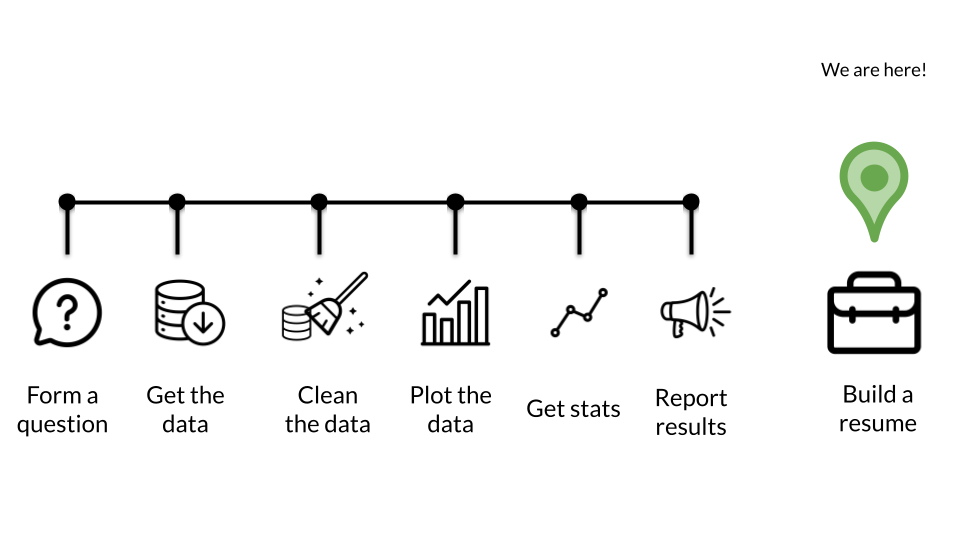 We are here!
Form a
question
Get the
data
Clean
the data
Plot the
data
Get stats
Report
results
Build a
resume